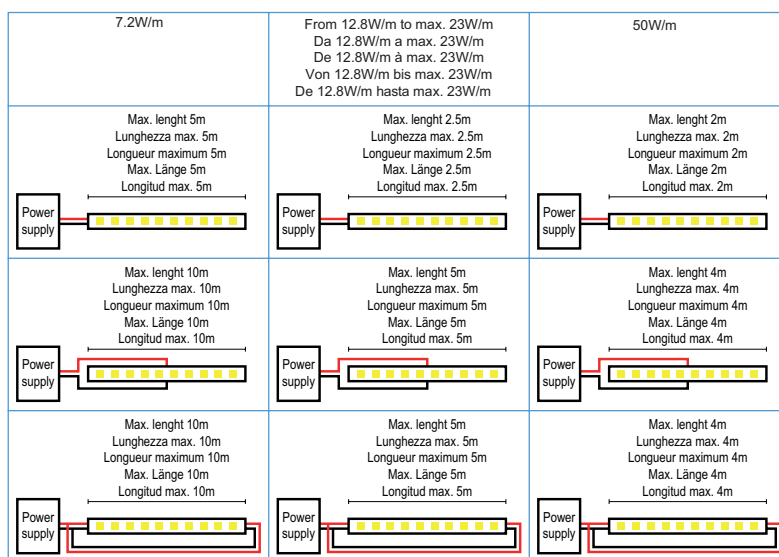 7.2W/m
From 12.8W/m to max. 23W/m
Da 12.8W/m a max. 23W/m
De 12.8W/m à max. 23W/m
Von 12.8W/m bis max. 23W/m
De 12.8W/m hasta max. 23W/m
50W/m
Max. lenght 5m
Lunghezza max. 5m
Longueur maximum 5m
Max. Länge 5m
Longitud max. 5m
Power
supply
Max. lenght 2.5m
Lunghezza max. 2.5m
Longueur maximum 2.5m
Max. Länge 2.5m
Longitud max. 2.5m
Power
supply
Max. lenght 2m
Lunghezza max. 2m
Longueur maximum 2m
Max. Länge 2m
Longitud max. 2m
Power
supply
Max. lenght 10m
Lunghezza max. 10m
Longueur maximum 10m
Max. Länge 10m
Longitud max. 10m
Power
supply
Max. lenght 5m
Lunghezza max. 5m
Longueur maximum 5m
Max. Länge 5m
Longitud max. 5m
Power
supply
Max. lenght 4m
Lunghezza max. 4m
Longueur maximum 4m
Max. Länge 4m
Longitud max. 4m
Power
supply
Max. lenght 10m
Lunghezza max. 10m
Longueur maximum 10m
Max. Länge 10m
Longitud max. 10m
Power
supply
Max. lenght 5m
Lunghezza max. 5m
Longueur maximum 5m
Max. Länge 5m
Longitud max. 5m
Power
supply
Max. lenght 4m
Lunghezza max. 4m
Longueur maximum 4m
Max. Länge 4m
Longitud max. 4m
Power
supply